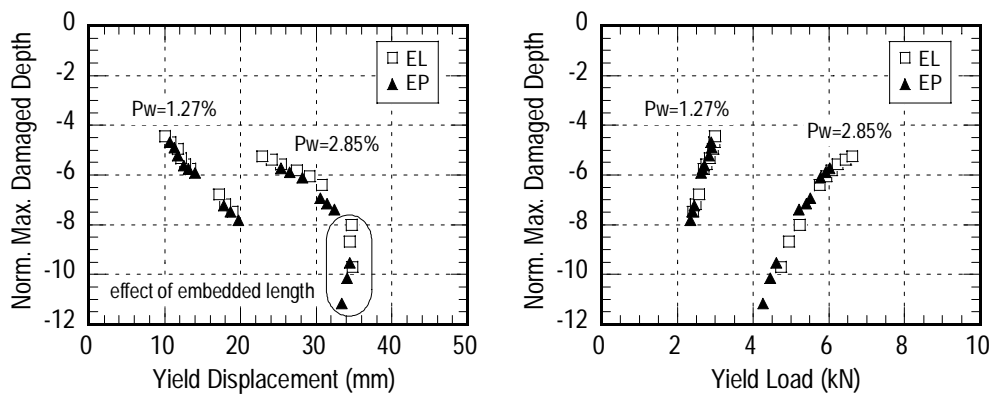 Norm. Max. Damaged Depth
0
-2
-4
-6
-8
-10
-12
EL
EP
Pw=1.27%
Pw=2.85%
effect of embedded length
0 10 20 30 40 50
Yield Displacement (mm)
Norm. Max. Damaged Depth
0
-2
-4
-6
-8
-10
-12
EL
EP
Pw=1.27%
Pw=2.85%
0 2 4 6 8 10
Yield Load (kN)